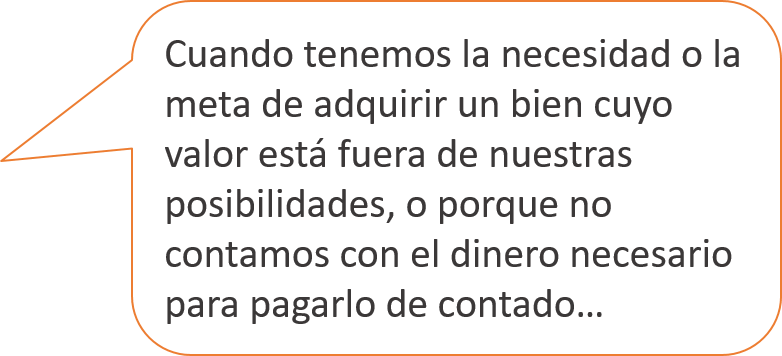 Cuando tenemos la necesidad o la
meta de adquirir un bien cuyo
valor está fuera de nuestras
posibilidades, o porque no
contamos con el dinero necesario
para pagarlo de contado…